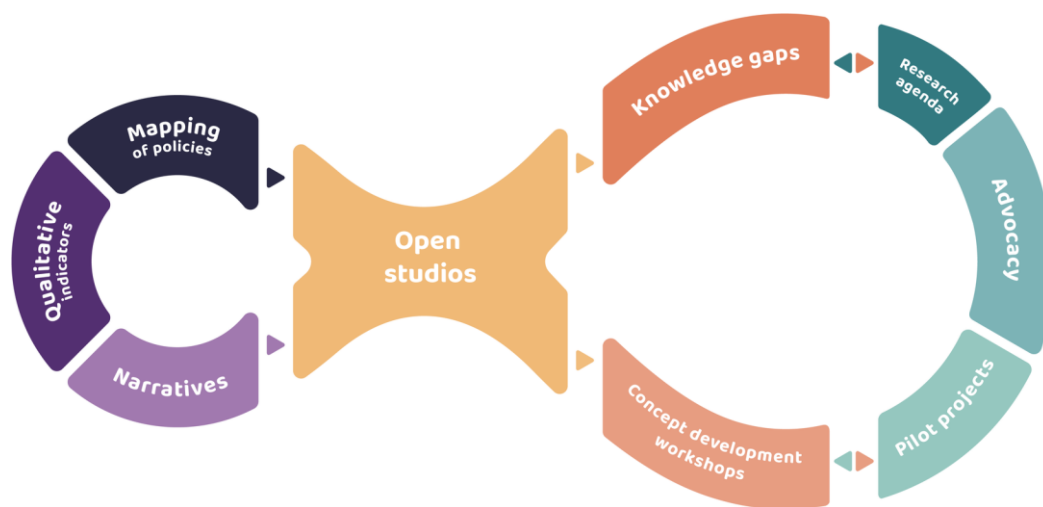 Mapping
of policies
Qualitative
indicators
Narratives
Open
studios
Knowledge gaps
Concept development
workshops
Research
agenda
Advocacy
Pilot projects